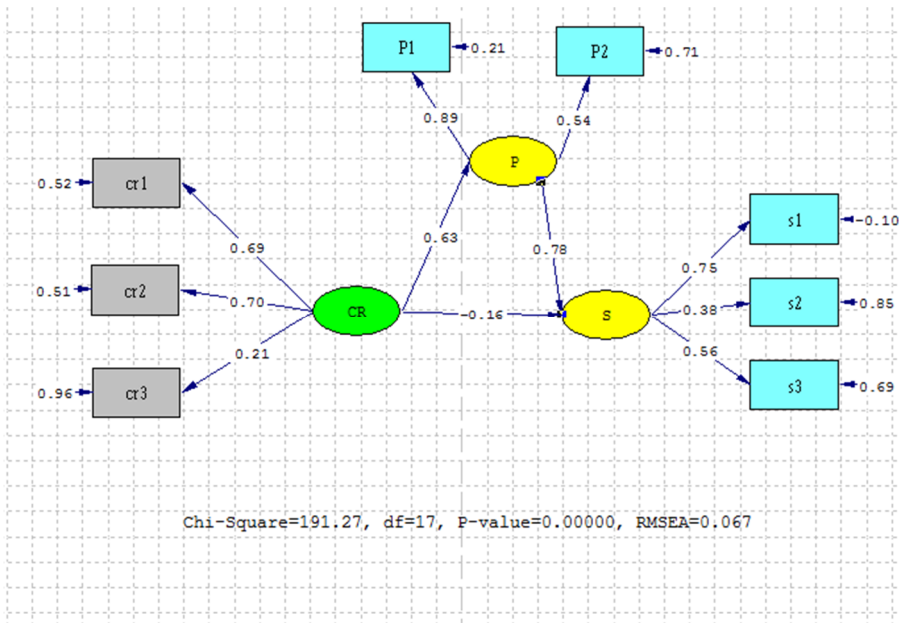 P1
0.21
P2
0.71
0.89
0.54
P
0.52
cr1
s1
-0.10
0.69
0.63
0.78
0.75
0.51
cr2
0.70
CR
-0.16
S
0.38
s2
0.85
0.21
0.56
0.96
cr3
s3
0.69
Chi-Square=191.27, df=17, P-value=0.00000, RMSEA=0.067